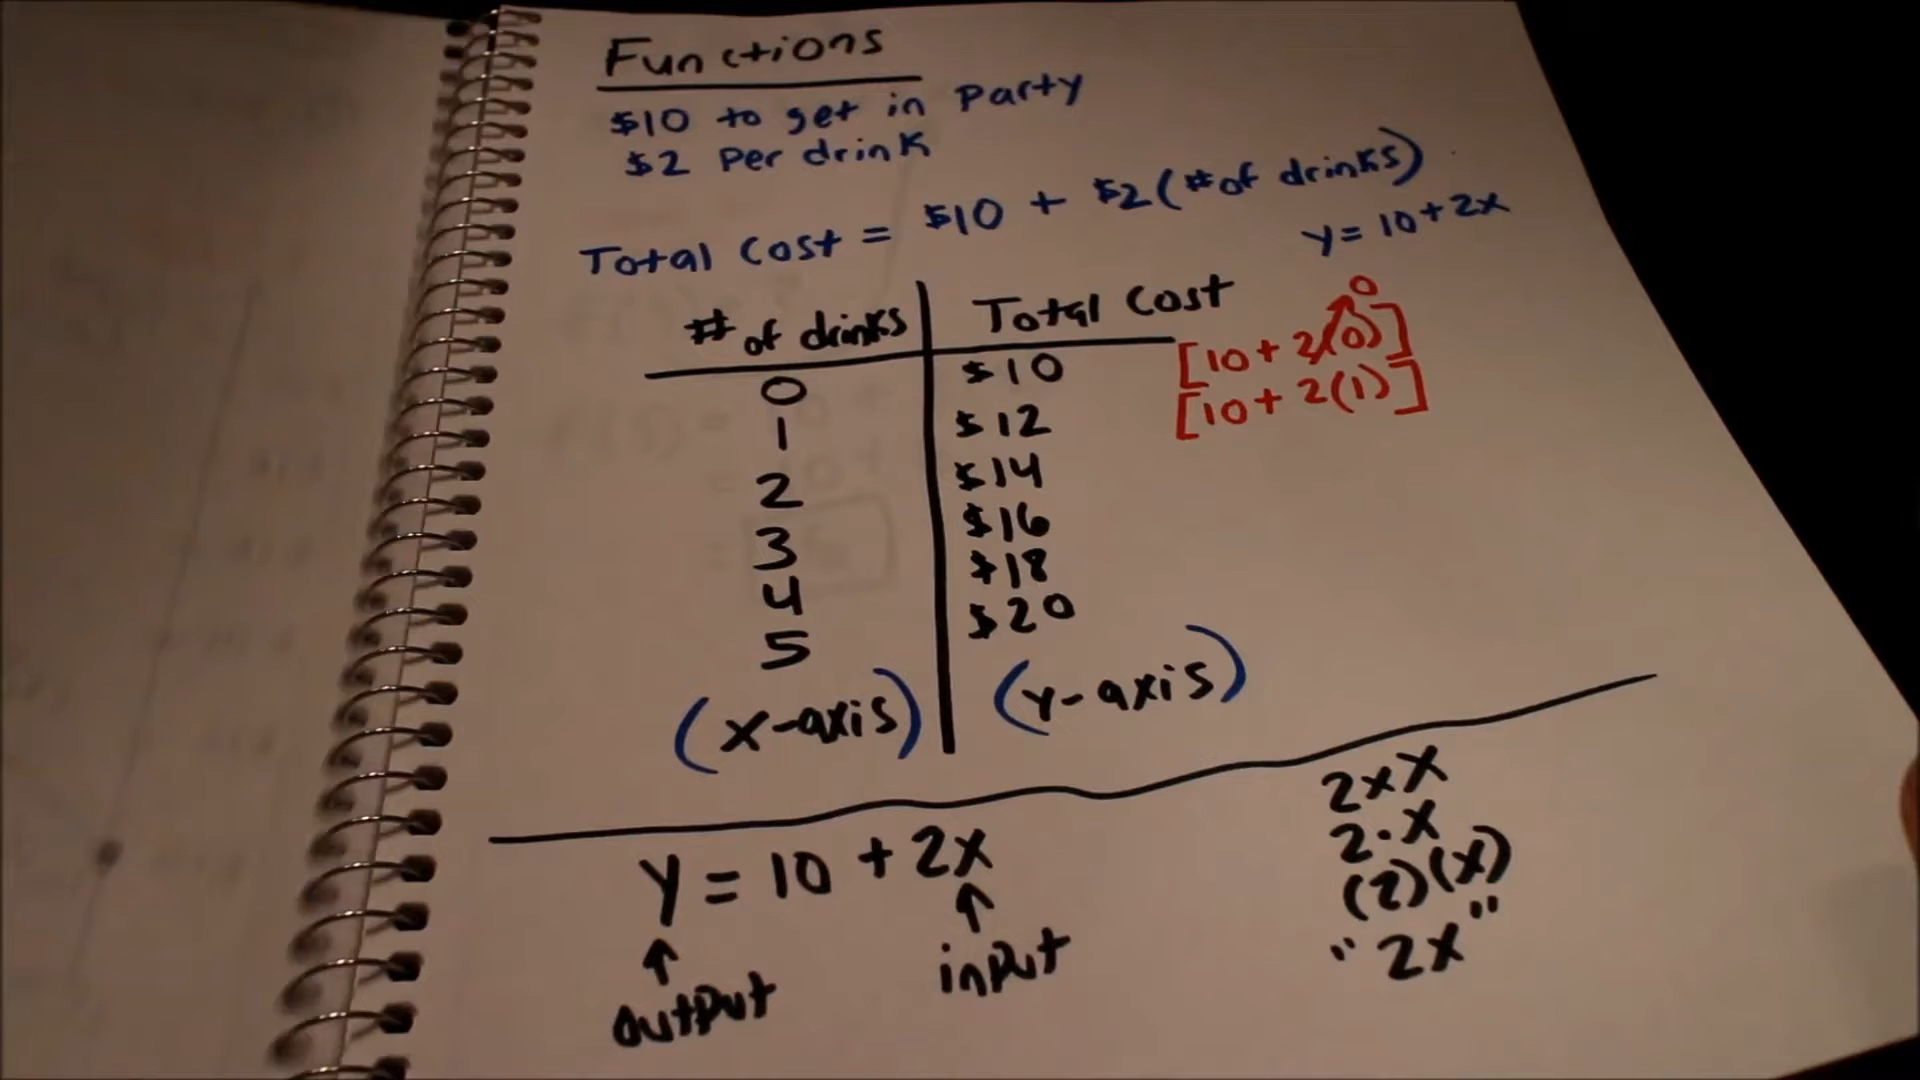 Functions
$10 to get in Party
$2 Per drink
Total Cost = $10 + $2 (# of drinks)
y = 10 + 2x
# of drinks Total Cost
0 $10 [10 + 2(0)] 0
1 $12 [10 + 2(1)]
2 $14
3 $16
4 $18
5 $20
(x-axis) (y-axis)
y = 10 + 2x
output input
2 x X
2 · X
(2)(x)
"2x"